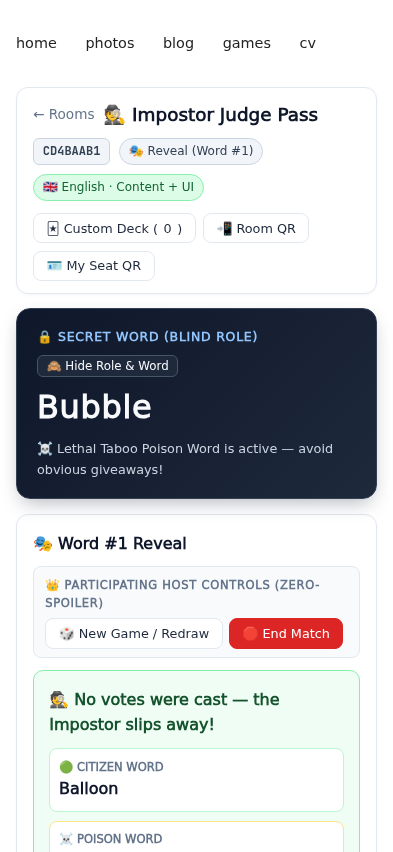 home photos blog games cv
← Rooms 🕵️ Impostor Judge Pass
CD4BAAB1 🎭 Reveal (Word #1)
🇬🇧 English · Content + UI
🃏 Custom Deck ( 0 ) 📲 Room QR
🪪 My Seat QR
🔒 SECRET WORD (BLIND ROLE)
🙈 Hide Role & Word
Bubble
☠️ Lethal Taboo Poison Word is active — avoid
obvious giveaways!
🎭 Word #1 Reveal
👑 PARTICIPATING HOST CONTROLS (ZERO-
SPOILER)
🎲 New Game / Redraw 🛑 End Match
🕵️ No votes were cast — the
Impostor slips away!
🟢 CITIZEN WORD
Balloon
☠️ POISON WORD